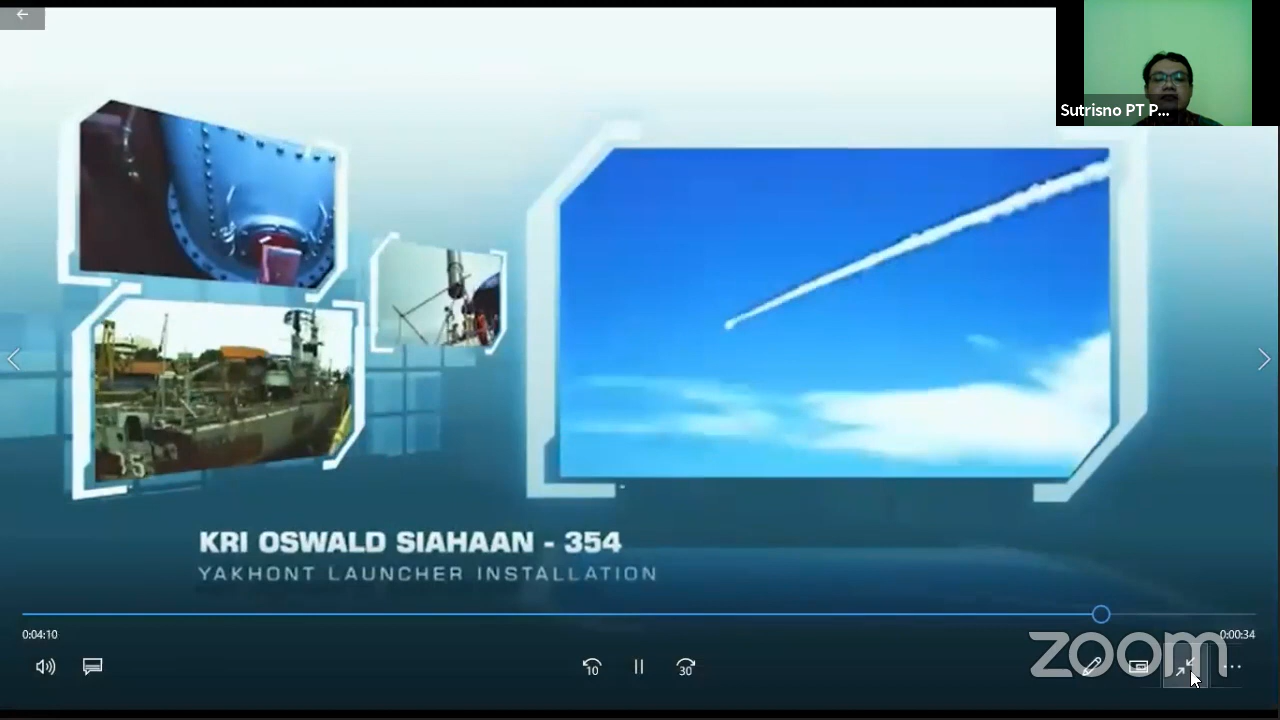 Sutrisno PT P...
KRI OSWALD SIAHAAN - 354
YAKHONT LAUNCHER INSTALLATION
0:04:10
0:00:34
10
30
zoom